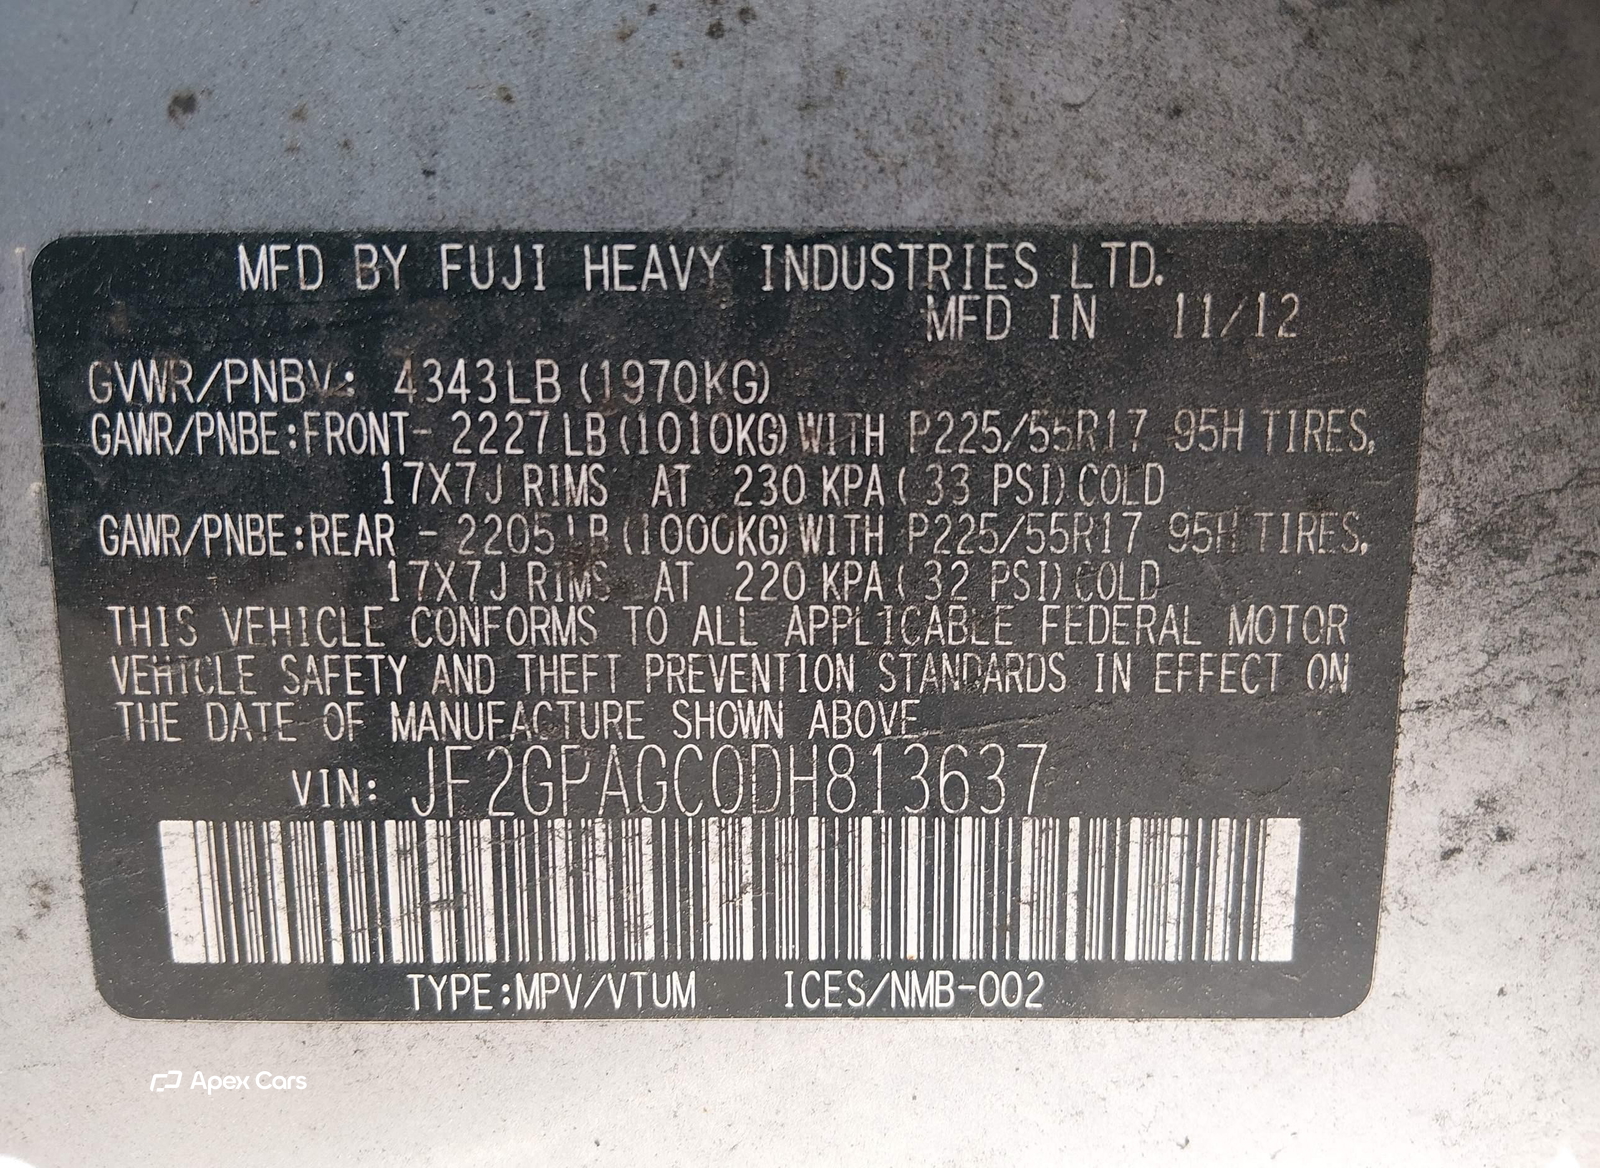 MFD BY FUJI HEAVY INDUSTRIES LTD.
MFD IN 11/12
GVWR/PNBV: 4343LB(1970KG)
GAWR/PNBE:FRONT- 2227LB(1010KG)WITH P225/55R17 95H TIRES,
17X7J RIMS AT 230 KPA( 33 PSI)COLD
GAWR/PNBE:REAR - 2205LB(1000KG)WITH P225/55R17 95H TIRES,
17X7J RIMS AT 220 KPA( 32 PSI)COLD
THIS VEHICLE CONFORMS TO ALL APPLICABLE FEDERAL MOTOR
VEHICLE SAFETY AND THEFT PREVENTION STANDARDS IN EFFECT ON
THE DATE OF MANUFACTURE SHOWN ABOVE.
VIN: JF2GPAGC0DH813637
TYPE:MPV/VTUM ICES/NMB-002
Apex Cars